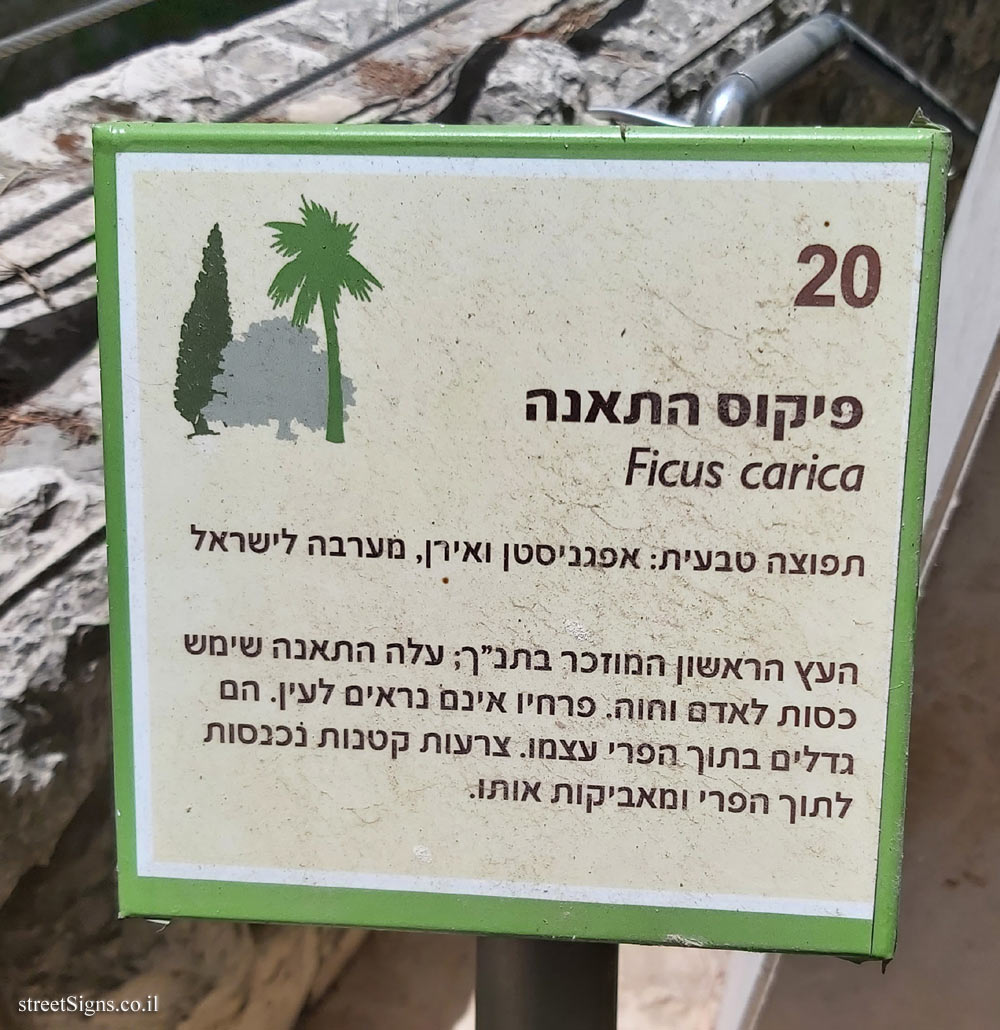 20
פיקוס התאנה
Ficus carica
תפוצה טבעית: אפגניסטן ואירן, מערבה לישראל
העץ הראשון המוזכר בתנ"ך; עלה התאנה שימש
כסות לאדם וחוה. פרחיו אינם נראים לעין. הם
גדלים בתוך הפרי עצמו. צרעות קטנות נכנסות
לתוך הפרי ומאביקות אותו.
streetSigns.co.il